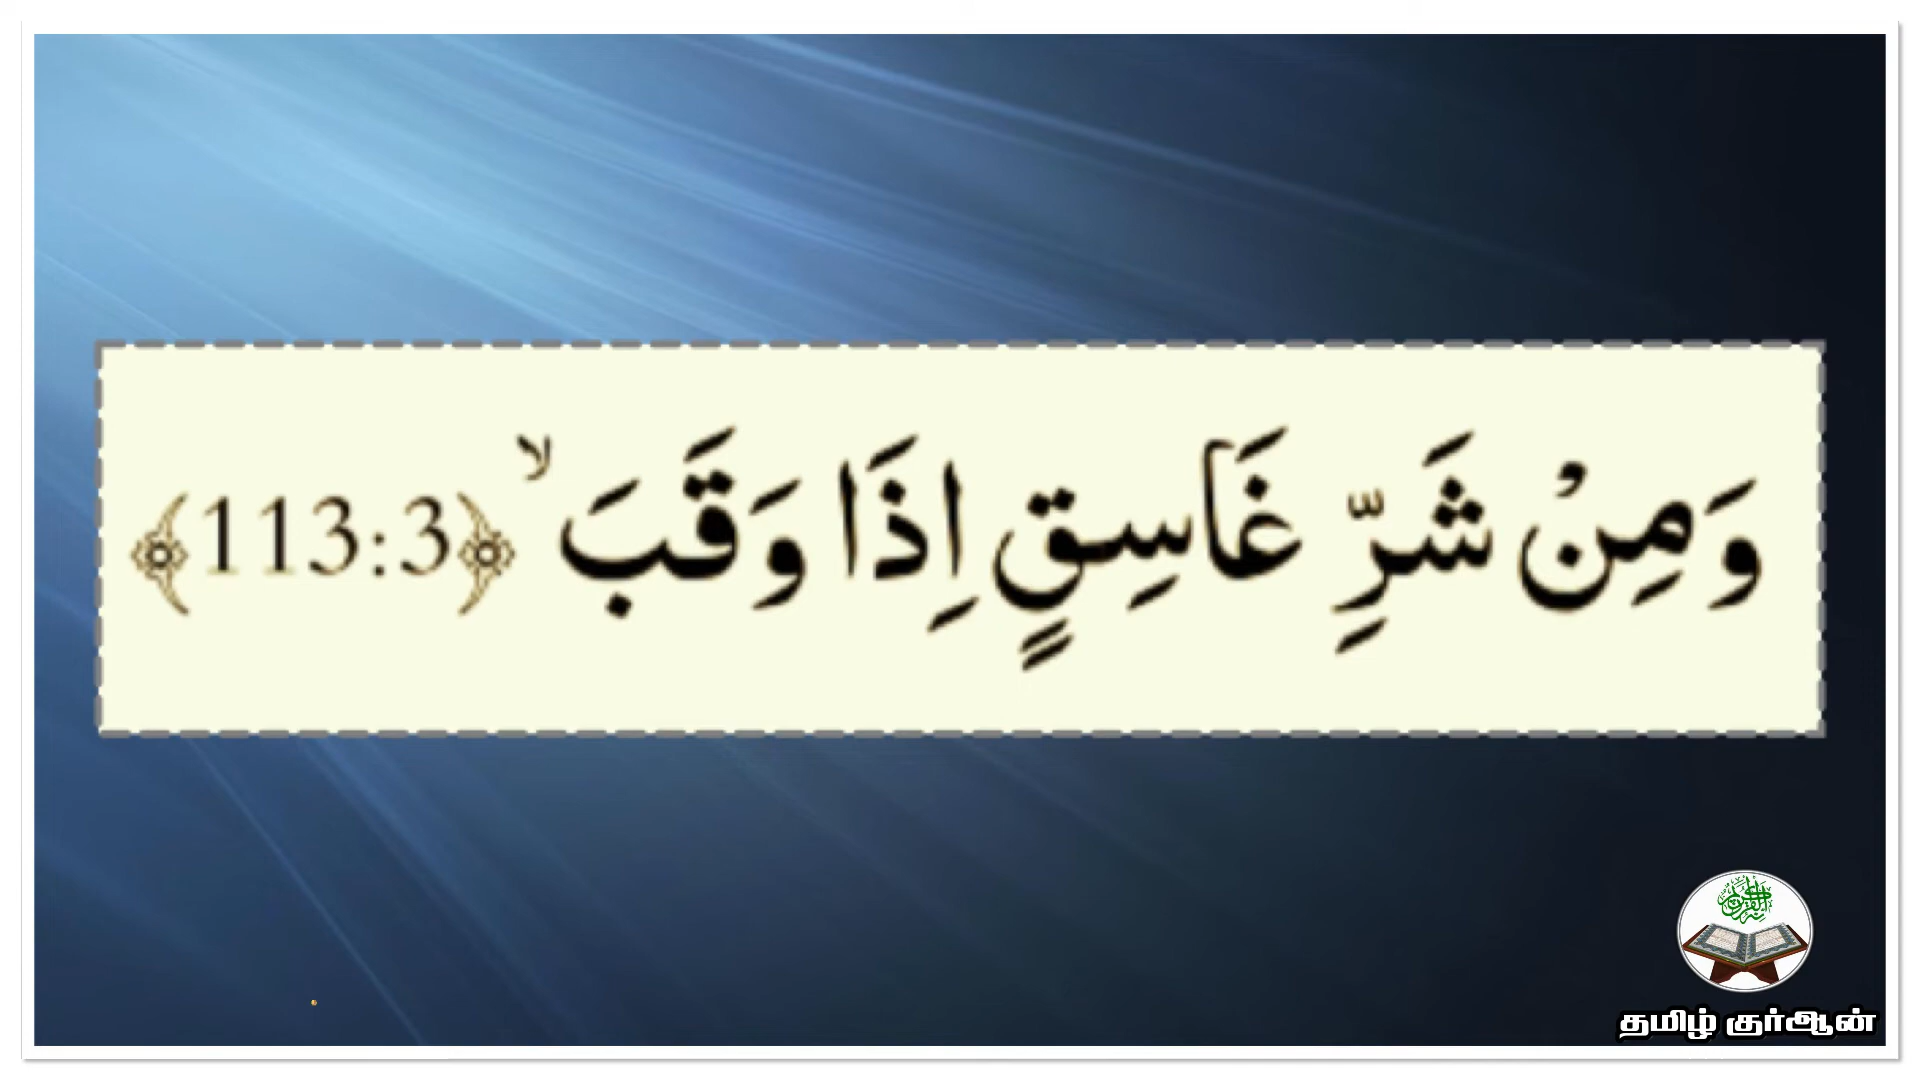 وَمِنْ شَرِّ غَاسِقٍ اِذَا وَقَبَ ۙ﴿113:3﴾
தமிழ் குர்ஆன்